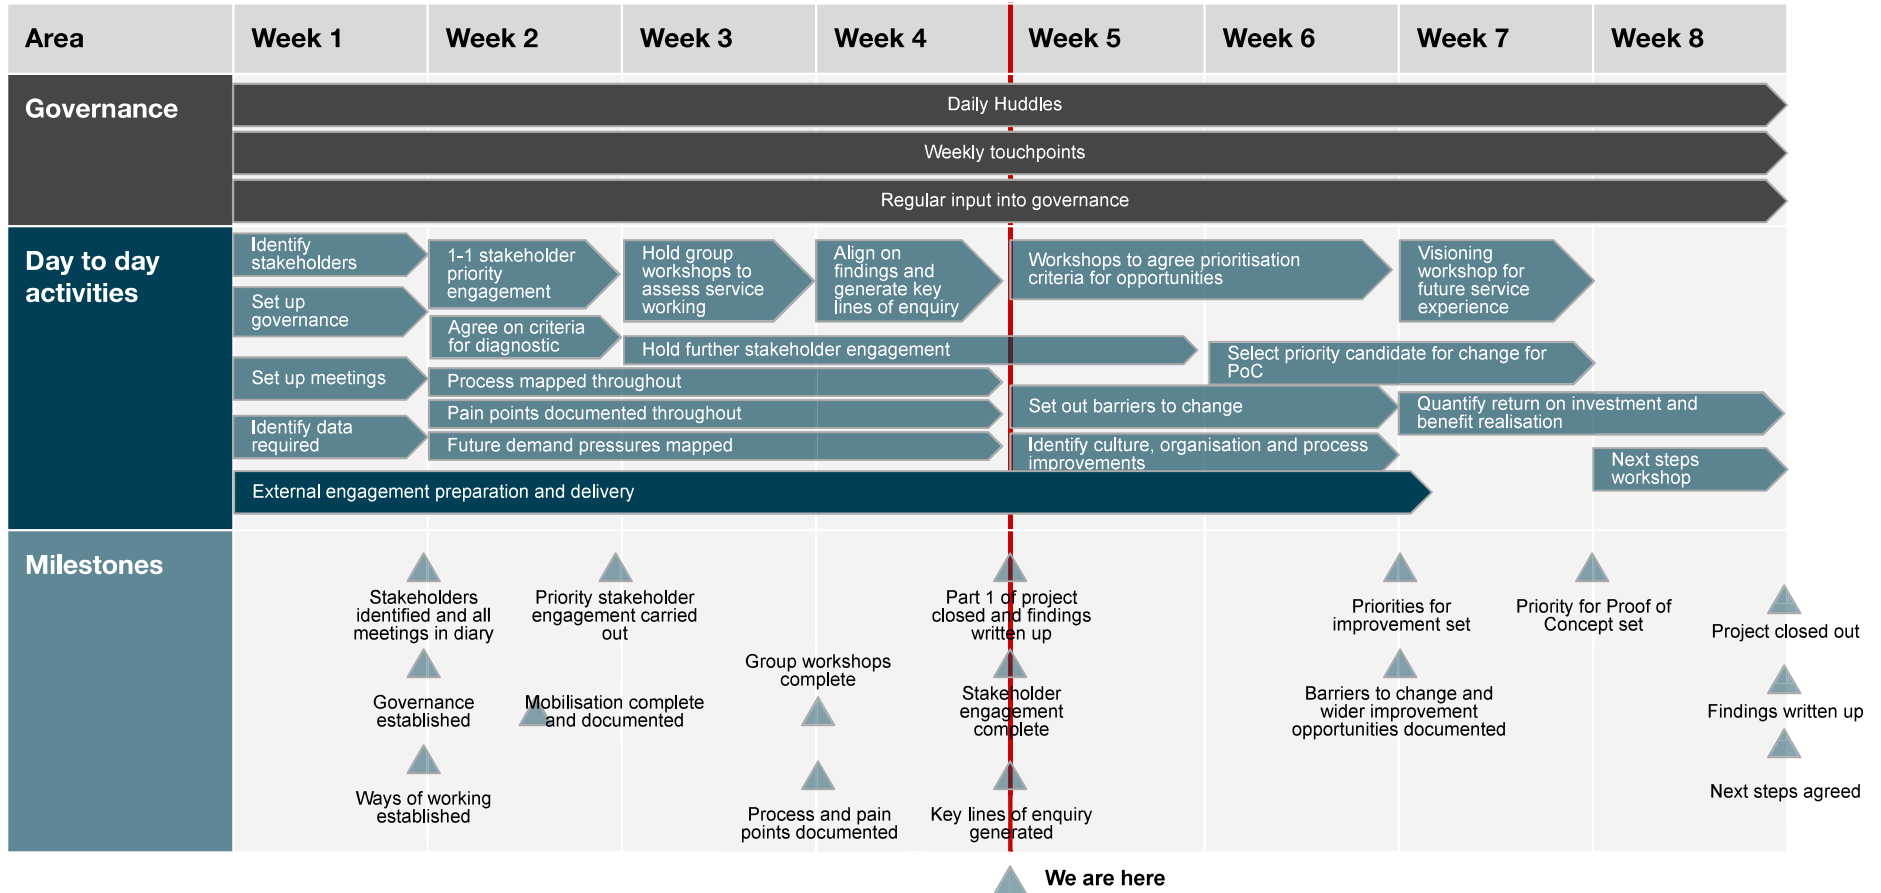 Area
Week 1
Week 2
Week 3
Week 4
Week 5
Week 6
Week 7
Week 8
Governance
Daily Huddles
Weekly touchpoints
Regular input into governance
Day to day
activities
Identify
stakeholders
Set up
governance
Set up meetings
Identify data
required
1-1 stakeholder
priority
engagement
Agree on criteria
for diagnostic
Hold group
workshops to
assess service
working
Align on
findings and
generate key
lines of enquiry
Workshops to agree prioritisation
criteria for opportunities
Visioning
workshop for
future service
experience
Hold further stakeholder engagement
Select priority candidate for change for
PoC
Process mapped throughout
Pain points documented throughout
Future demand pressures mapped
Set out barriers to change
Quantify return on investment and
benefit realisation
Identify culture, organisation and process
improvements
Next steps
workshop
External engagement preparation and delivery
Milestones
Stakeholders
identified and all
meetings in diary
Governance
established
Ways of working
established
Priority stakeholder
engagement carried
out
Mobilisation complete
and documented
Group workshops
complete
Process and pain
points documented
Part 1 of project
closed and findings
written up
Stakeholder
engagement
complete
Key lines of enquiry
generated
Priorities for
improvement set
Barriers to change and
wider improvement
opportunities documented
Priority for Proof of
Concept set
Project closed out
Findings written up
Next steps agreed
We are here